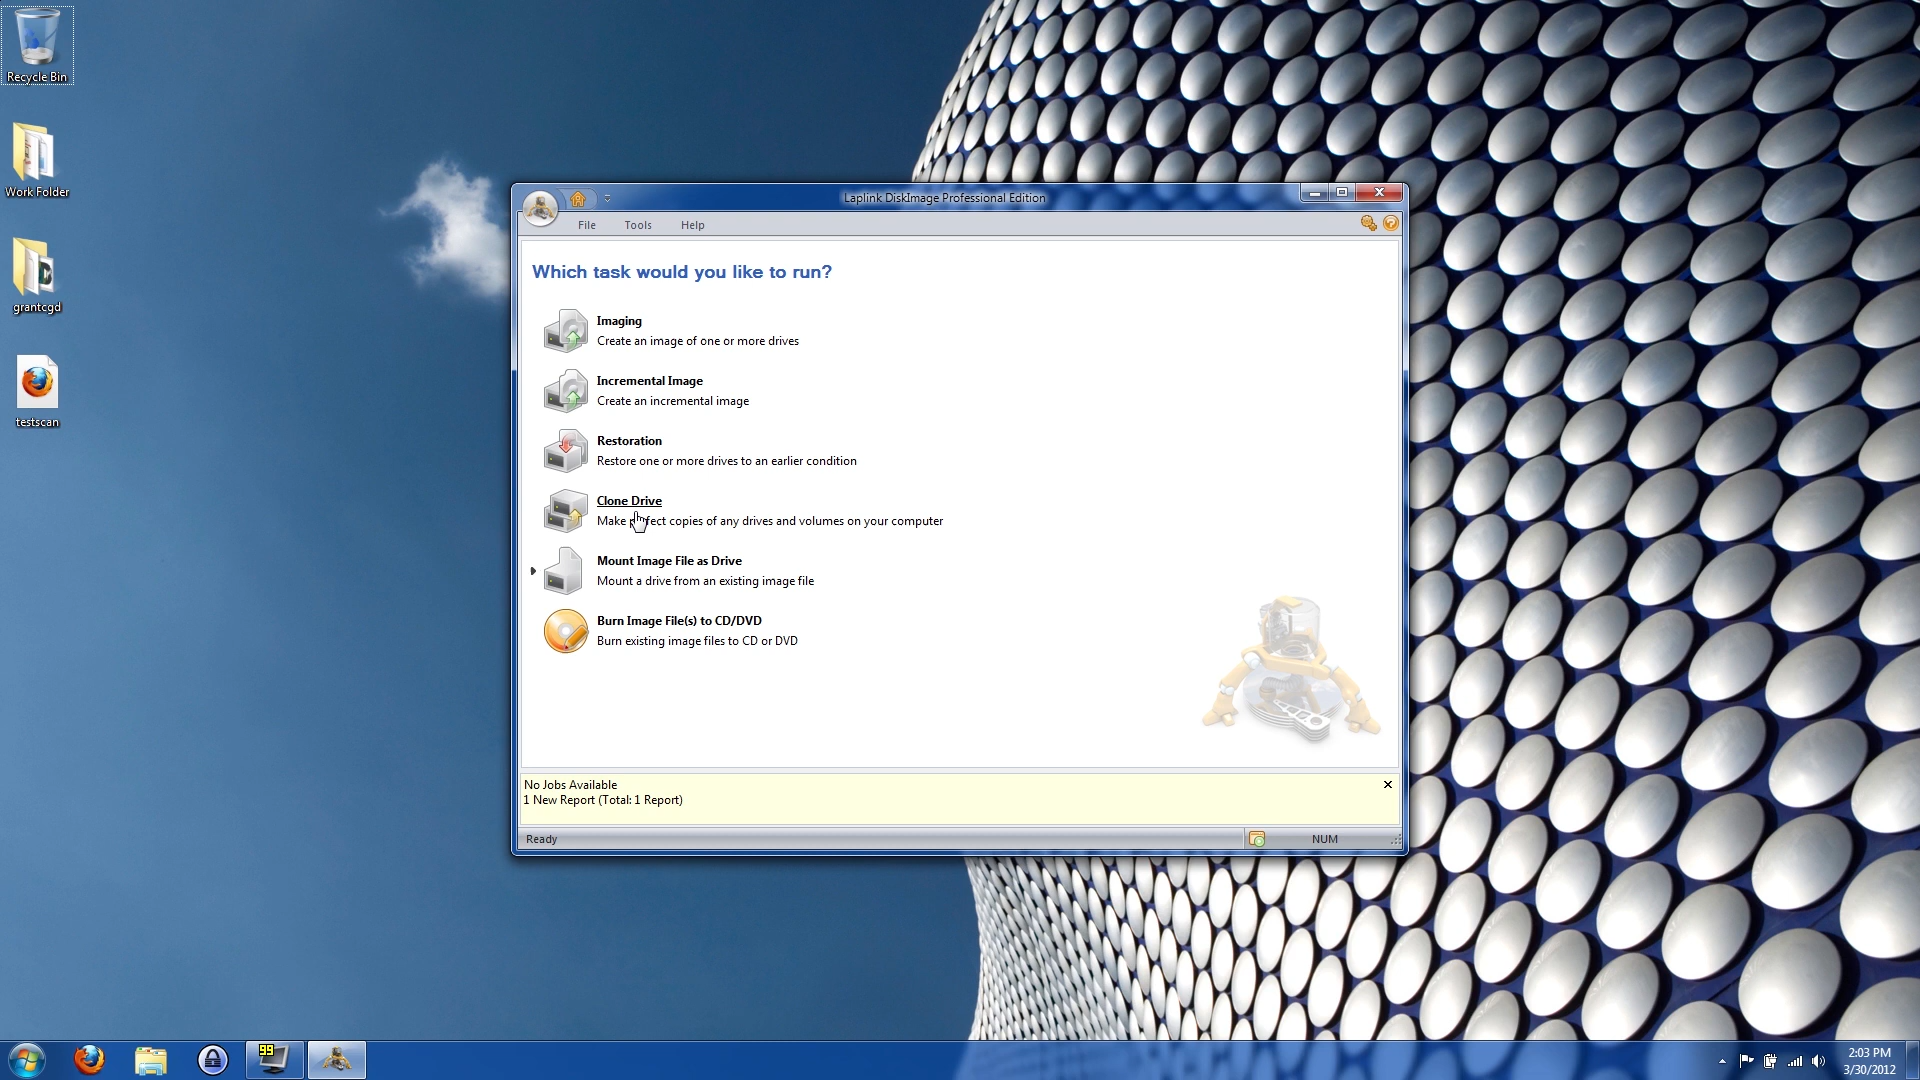 Recycle Bin
Work Folder
grantcgd
testscan
Laplink DiskImage Professional Edition
File Tools Help
Which task would you like to run?
Imaging
Create an image of one or more drives
Incremental Image
Create an incremental image
Restoration
Restore one or more drives to an earlier condition
Clone Drive
Make perfect copies of any drives and volumes on your computer
Mount Image File as Drive
Mount a drive from an existing image file
Burn Image File(s) to CD/DVD
Burn existing image files to CD or DVD
No Jobs Available
1 New Report (Total: 1 Report)
Ready NUM
99
2:03 PM
3/30/2012